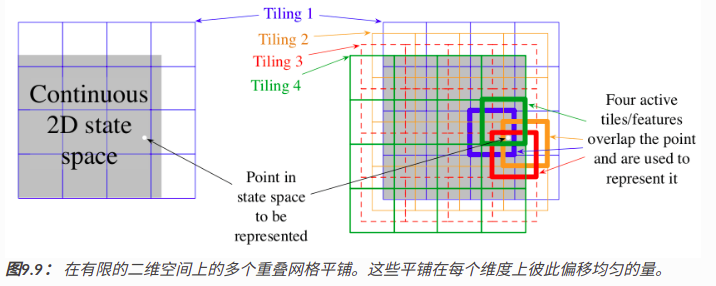 Tiling 1
Tiling 2
Tiling 3
Tiling 4
Continuous
2D state
space
Point in
state space
to be
represented
Four active
tiles/features
overlap the point
and are used to
represent it
图9.9： 在有限的二维空间上的多个重叠网格平铺。这些平铺在每个维度上彼此偏移均匀的量。